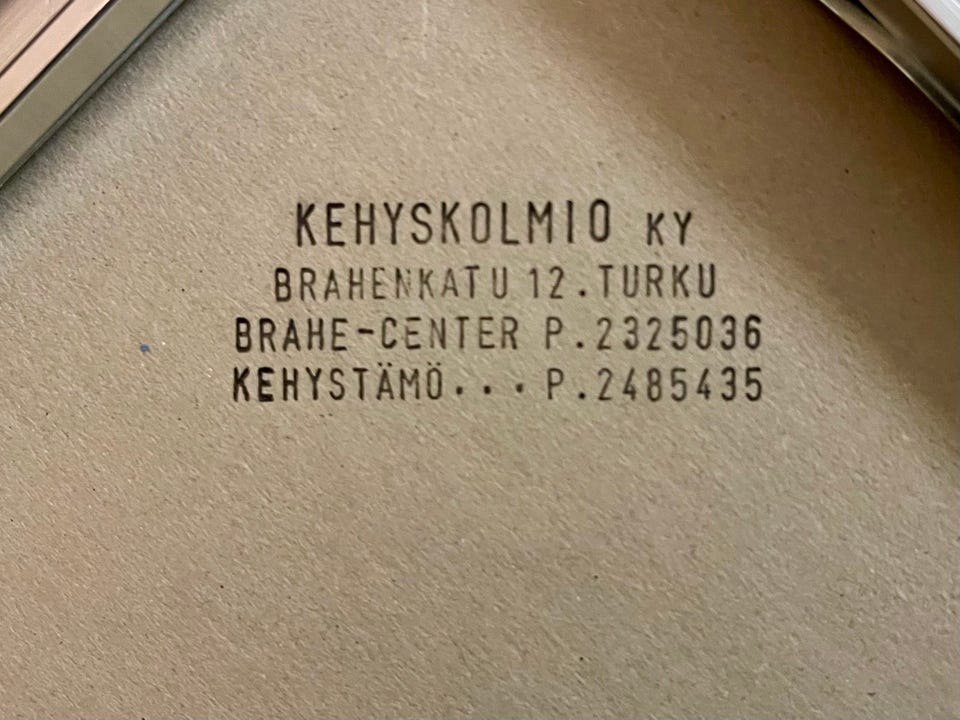 KEHYSKOLMIO KY
BRAHENKATU 12. TURKU
BRAHE-CENTER P.2325036
KEHYSTÄMÖ... P.2485435